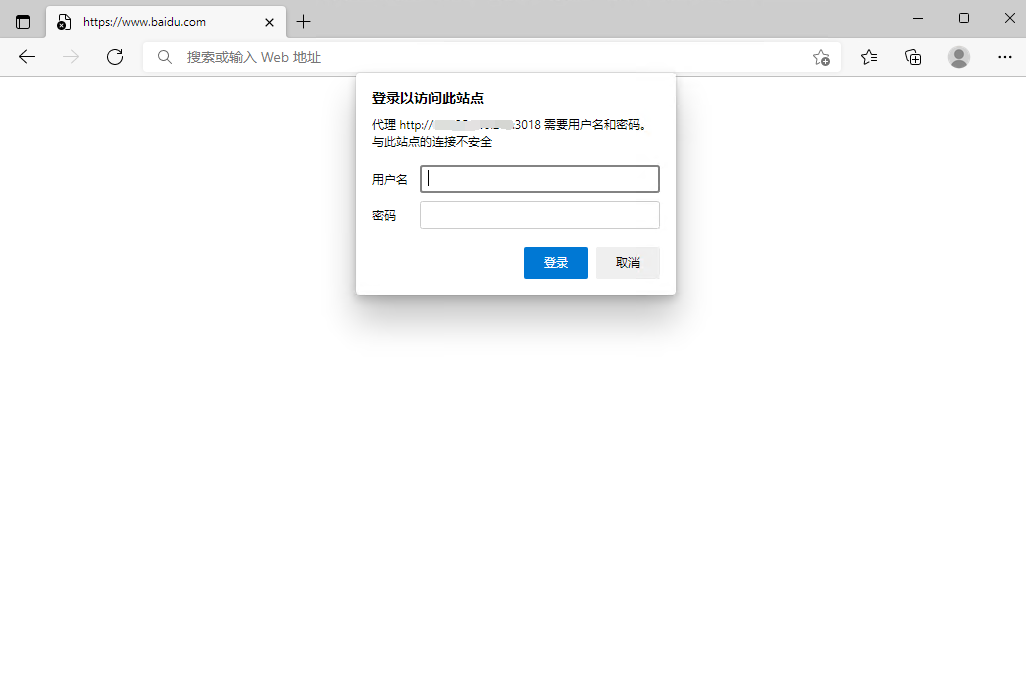 https://www.baidu.com
搜索或输入 Web 地址
登录以访问此站点
代理 http:// :3018 需要用户名和密码。
与此站点的连接不安全
用户名
密码
登录 取消